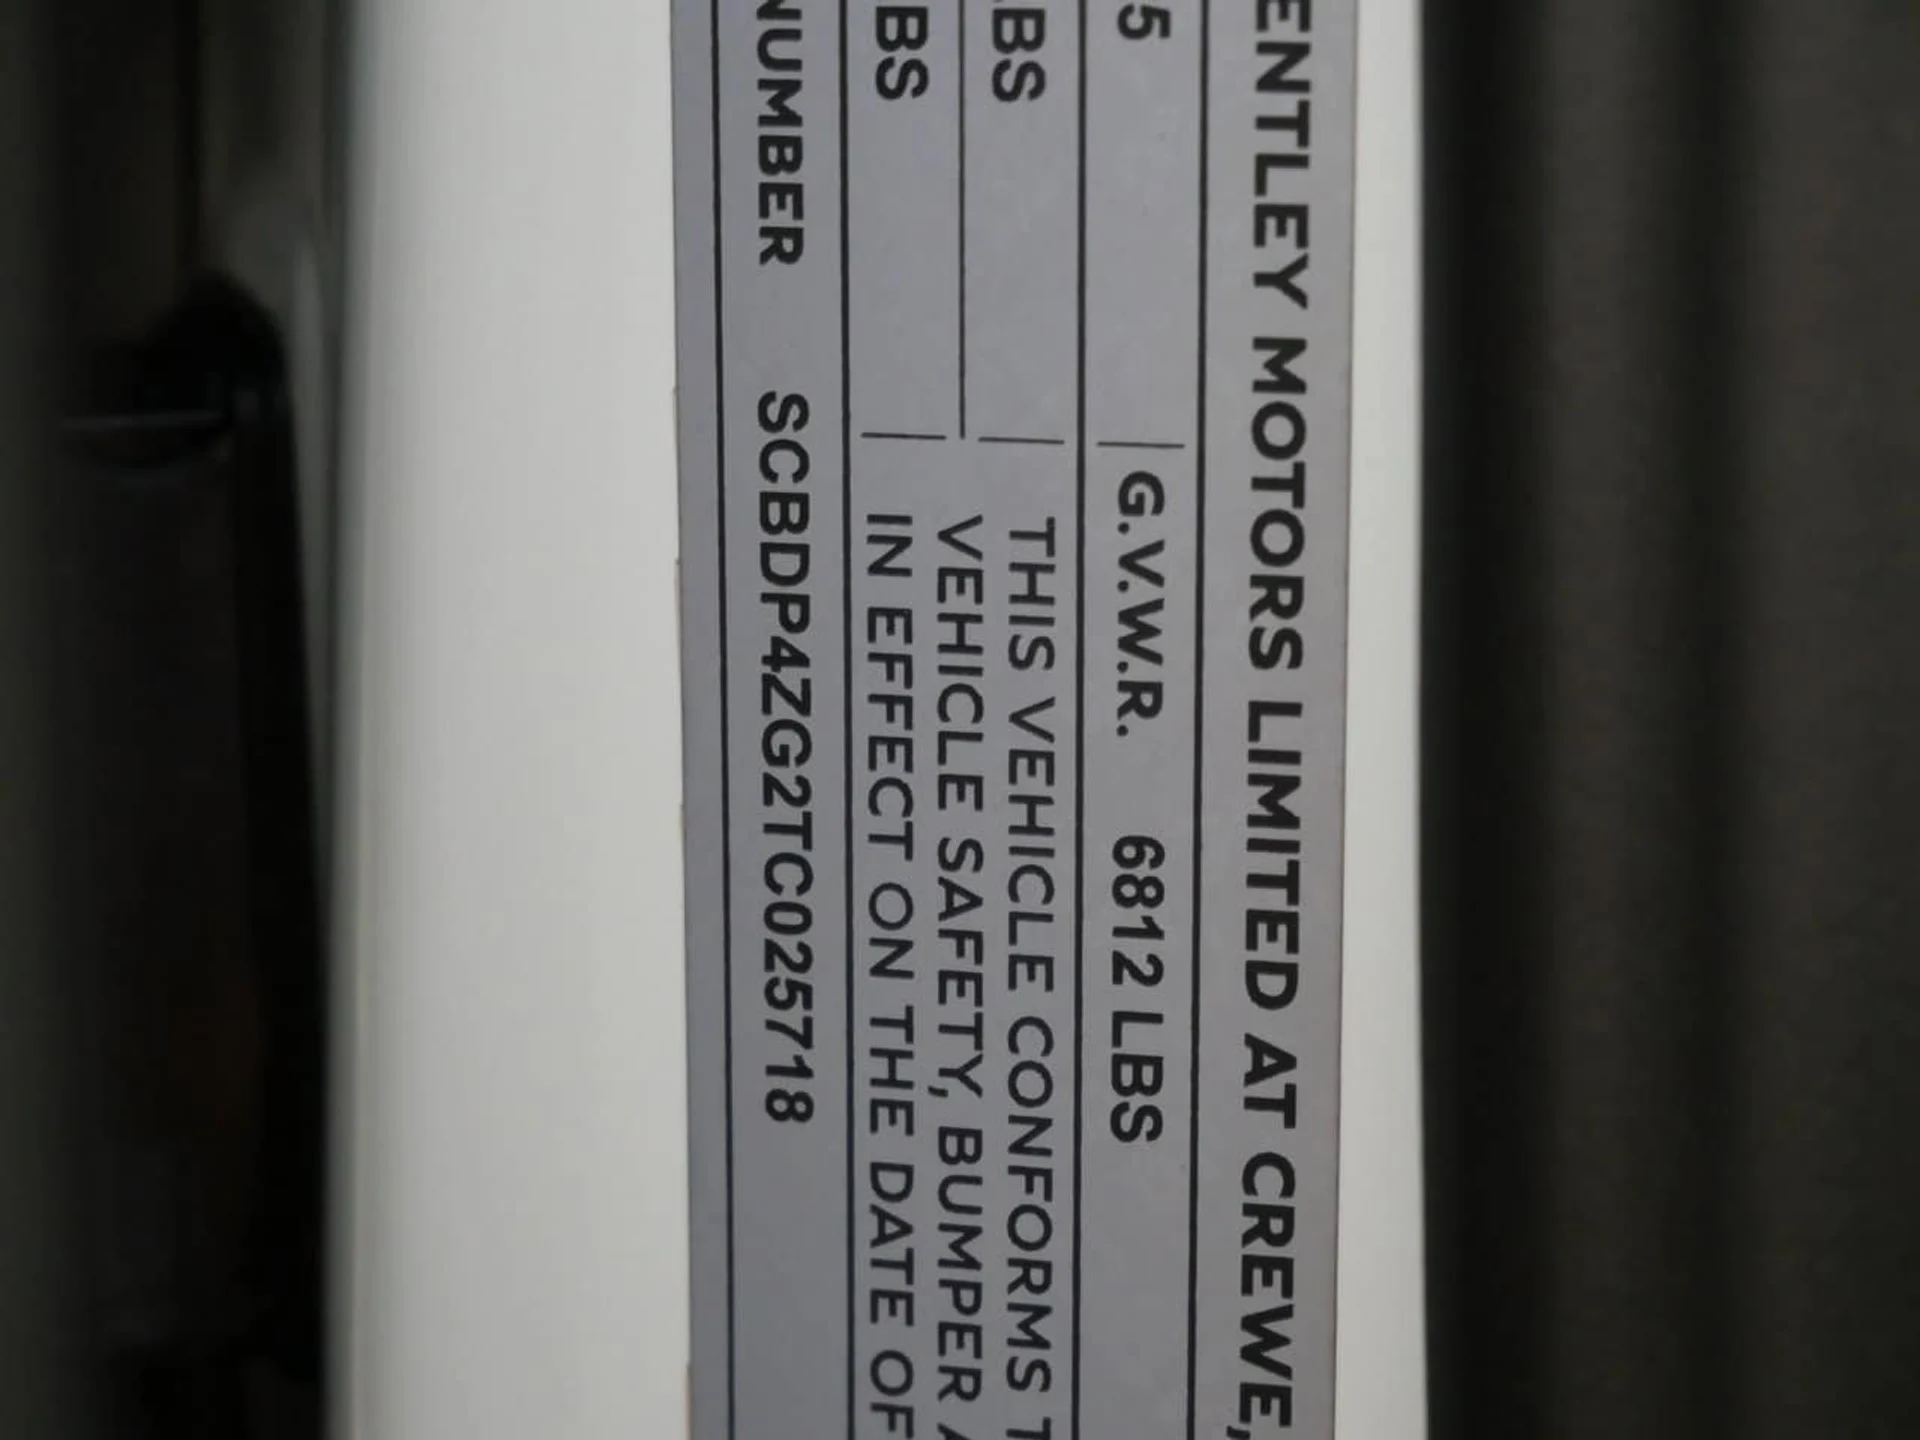 ENTLEY MOTORS LIMITED AT CREWE,
5 G.V.W.R. 6812 LBS
LBS THIS VEHICLE CONFORMS T
VEHICLE SAFETY, BUMPER A
BS IN EFFECT ON THE DATE OF
NUMBER SCBDP4ZG2TC025718